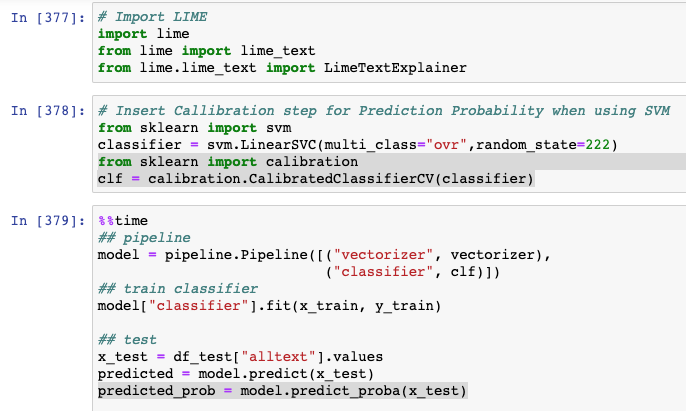 In [377]: # Import LIME
import lime
from lime import lime_text
from lime.lime_text import LimeTextExplainer
In [378]: # Insert Callibration step for Prediction Probability when using SVM
from sklearn import svm
classifier = svm.LinearSVC(multi_class="ovr",random_state=222)
from sklearn import calibration
clf = calibration.CalibratedClassifierCV(classifier)
In [379]: %%time
## pipeline
model = pipeline.Pipeline([("vectorizer", vectorizer),
("classifier", clf)])
## train classifier
model["classifier"].fit(x_train, y_train)
## test
x_test = df_test["alltext"].values
predicted = model.predict(x_test)
predicted_prob = model.predict_proba(x_test)